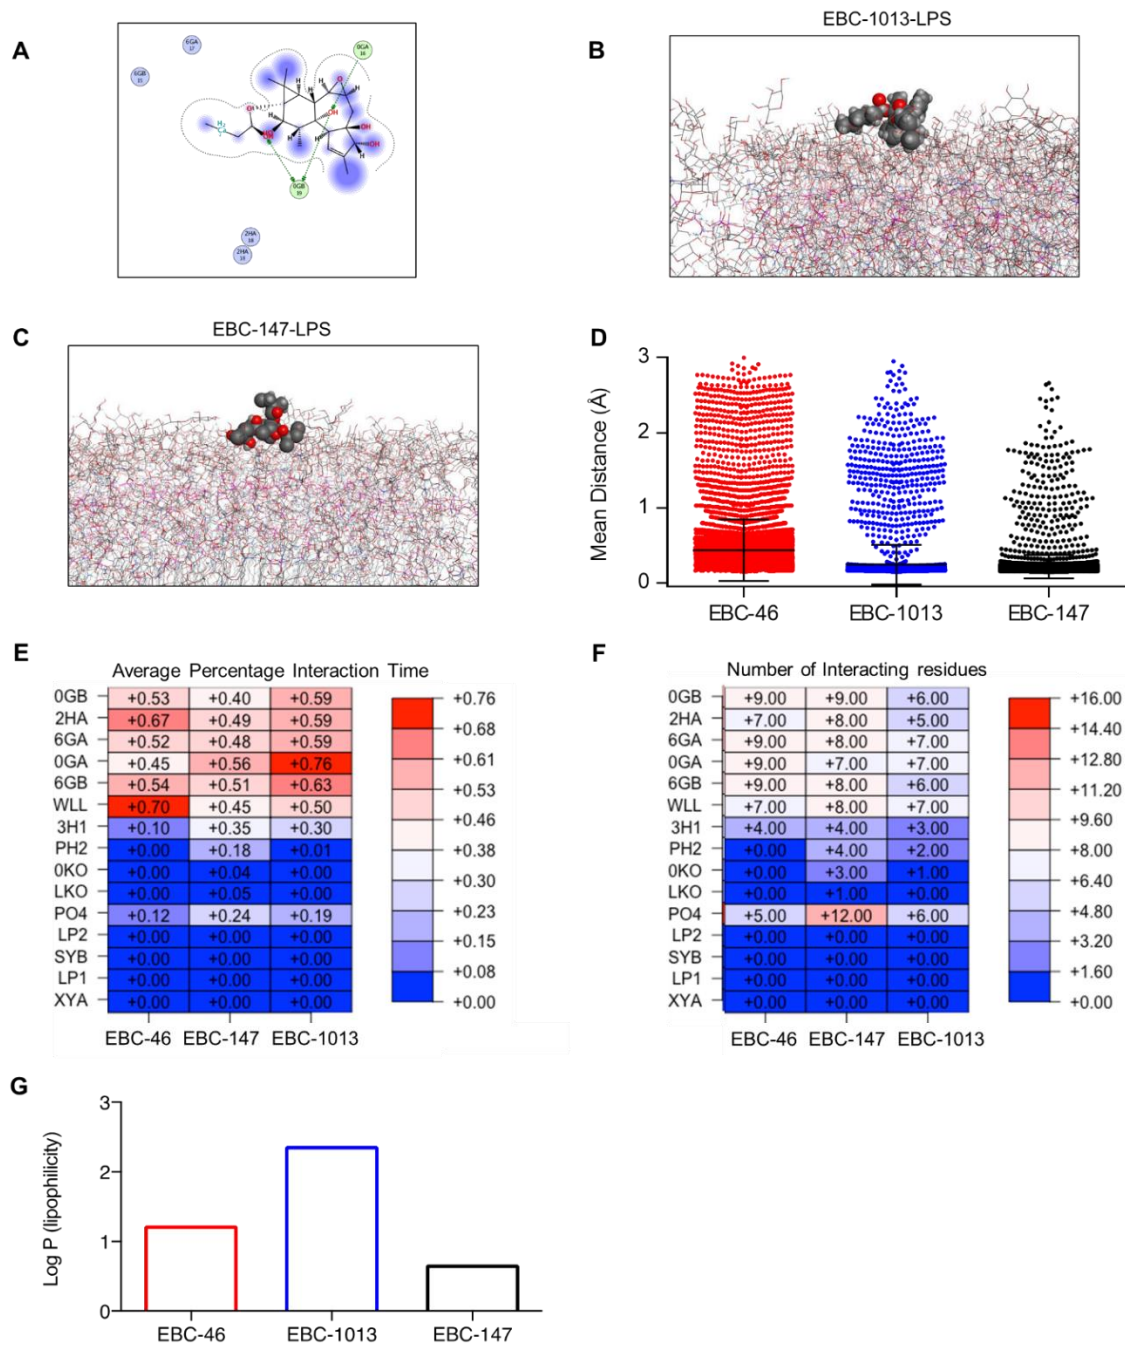 A
6GA
17
6GB
11
0GA
16
H
H
H
O
OH
OH
OH
H
H
H
0GB
10
2HA
18
2HA
14
B
EBC-1013-LPS
C
EBC-147-LPS
D
Mean Distance (Å)
3
2
1
0
EBC-46 EBC-1013 EBC-147
E
Average Percentage Interaction Time
0GB +0.53 +0.40 +0.59
2HA +0.67 +0.49 +0.59
6GA +0.52 +0.48 +0.59
0GA +0.45 +0.56 +0.76
6GB +0.54 +0.51 +0.63
WLL +0.70 +0.45 +0.50
3H1 +0.10 +0.35 +0.30
PH2 +0.00 +0.18 +0.01
0KO +0.00 +0.04 +0.00
LKO +0.00 +0.05 +0.00
PO4 +0.12 +0.24 +0.19
LP2 +0.00 +0.00 +0.00
SYB +0.00 +0.00 +0.00
LP1 +0.00 +0.00 +0.00
XYA +0.00 +0.00 +0.00
EBC-46 EBC-147 EBC-1013
+0.76
+0.68
+0.61
+0.53
+0.46
+0.38
+0.30
+0.23
+0.15
+0.08
+0.00
F
Number of Interacting residues
0GB +9.00 +9.00 +6.00
2HA +7.00 +8.00 +5.00
6GA +9.00 +8.00 +7.00
0GA +9.00 +7.00 +7.00
6GB +9.00 +8.00 +6.00
WLL +7.00 +8.00 +7.00
3H1 +4.00 +4.00 +3.00
PH2 +0.00 +4.00 +2.00
0KO +0.00 +3.00 +1.00
LKO +0.00 +1.00 +0.00
PO4 +5.00 +12.00 +6.00
LP2 +0.00 +0.00 +0.00
SYB +0.00 +0.00 +0.00
LP1 +0.00 +0.00 +0.00
XYA +0.00 +0.00 +0.00
EBC-46 EBC-147 EBC-1013
+16.00
+14.40
+12.80
+11.20
+9.60
+8.00
+6.40
+4.80
+3.20
+1.60
+0.00
G
Log P (lipophilicity)
3
2
1
0
EBC-46 EBC-1013 EBC-147